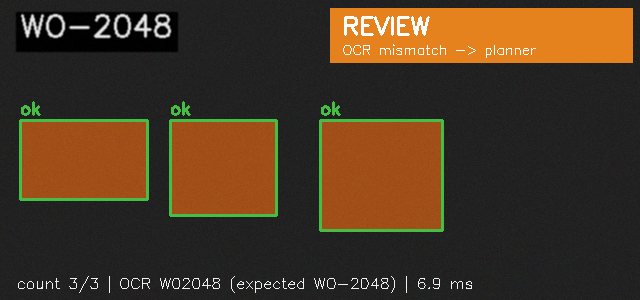 WO-2048
REVIEW
OCR mismatch -> planner
ok
ok
ok
count 3/3 | OCR WO2048 (expected WO-2048) | 6.9 ms